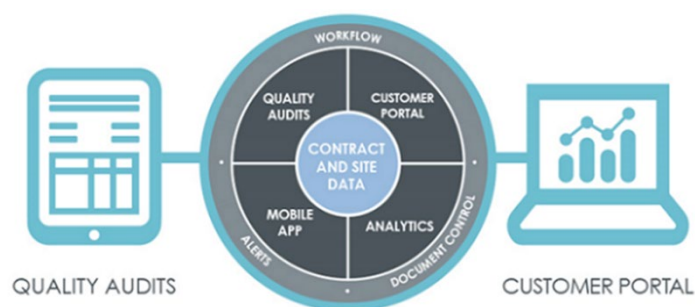 WORKFLOW
QUALITY
AUDITS
CUSTOMER
PORTAL
CONTRACT
AND SITE
DATA
MOBILE
APP
ANALYTICS
ALERTS
DOCUMENT CONTROL
QUALITY AUDITS
CUSTOMER PORTAL